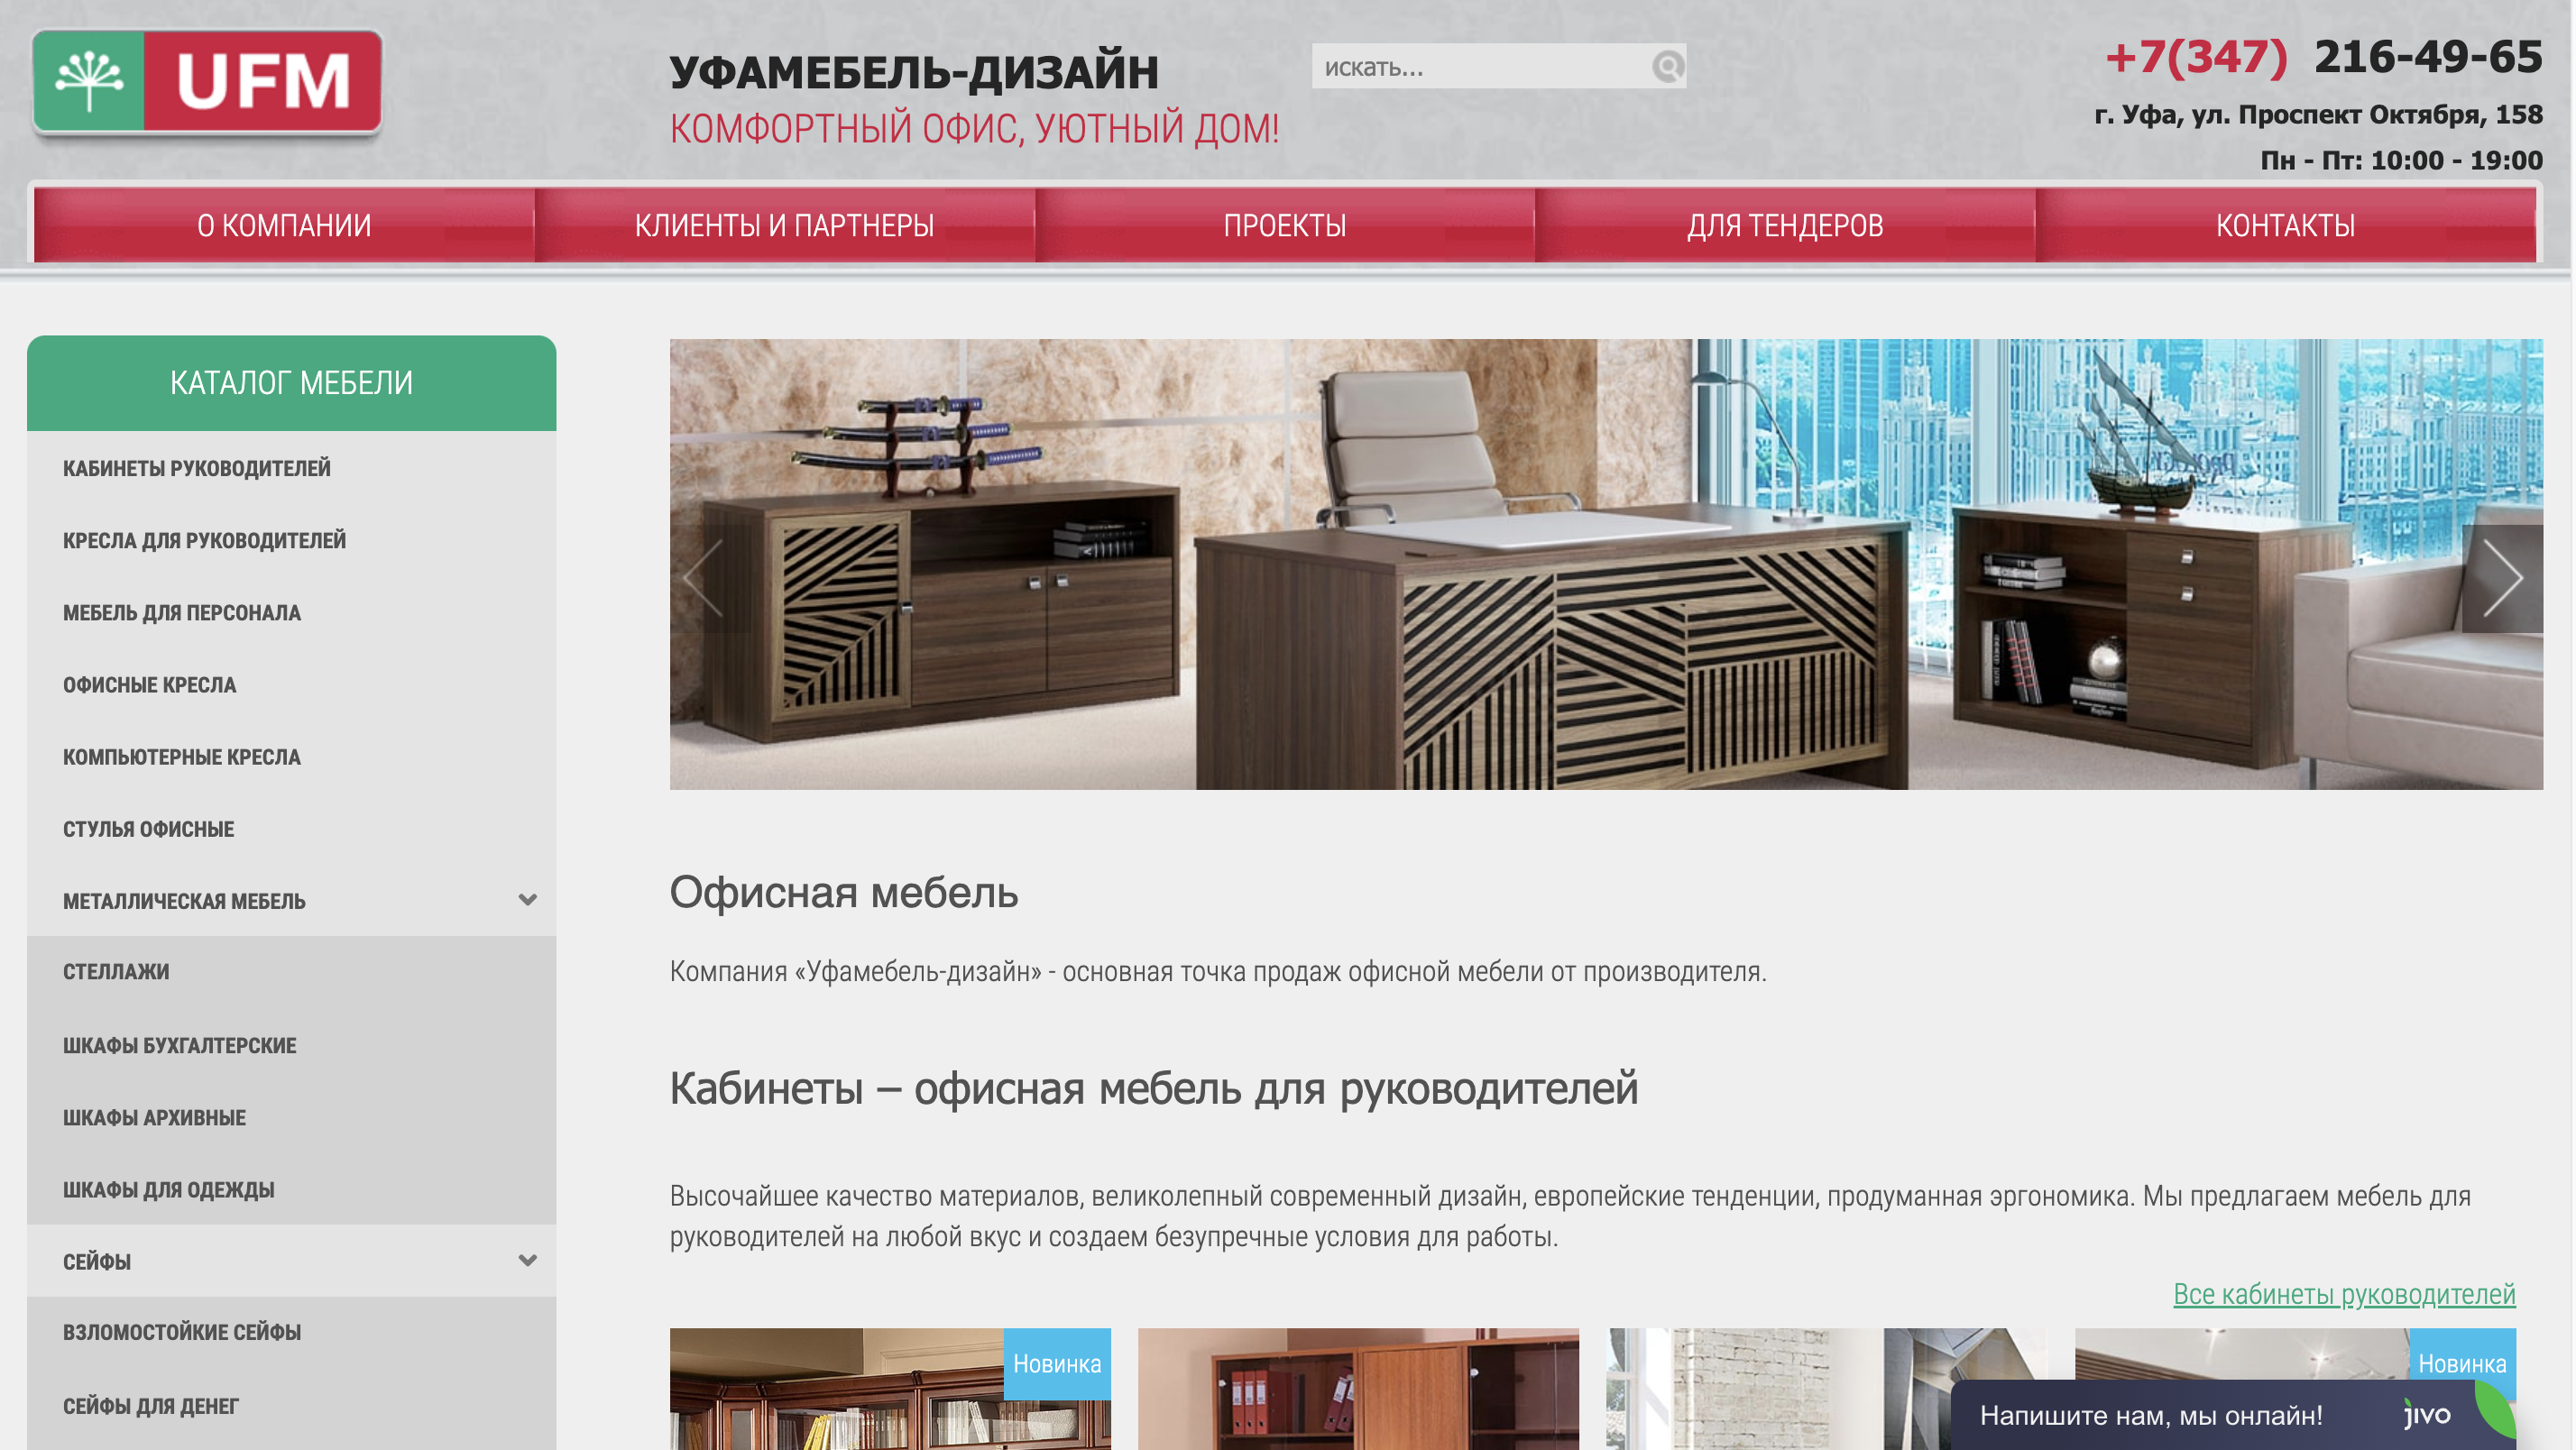 UFM
УФАМЕБЕЛЬ-ДИЗАЙН
КОМФОРТНЫЙ ОФИС, УЮТНЫЙ ДОМ!
искать...
+7(347) 216-49-65
г. Уфа, ул. Проспект Октября, 158
Пн - Пт: 10:00 - 19:00
О КОМПАНИИ
КЛИЕНТЫ И ПАРТНЕРЫ
ПРОЕКТЫ
ДЛЯ ТЕНДЕРОВ
КОНТАКТЫ
КАТАЛОГ МЕБЕЛИ
КАБИНЕТЫ РУКОВОДИТЕЛЕЙ
КРЕСЛА ДЛЯ РУКОВОДИТЕЛЕЙ
МЕБЕЛЬ ДЛЯ ПЕРСОНАЛА
ОФИСНЫЕ КРЕСЛА
КОМПЬЮТЕРНЫЕ КРЕСЛА
СТУЛЬЯ ОФИСНЫЕ
МЕТАЛЛИЧЕСКАЯ МЕБЕЛЬ
СТЕЛЛАЖИ
ШКАФЫ БУХГАЛТЕРСКИЕ
ШКАФЫ АРХИВНЫЕ
ШКАФЫ ДЛЯ ОДЕЖДЫ
СЕЙФЫ
ВЗЛОМОСТОЙКИЕ СЕЙФЫ
СЕЙФЫ ДЛЯ ДЕНЕГ
Офисная мебель
Компания «Уфамебель-дизайн» - основная точка продаж офисной мебели от производителя.
Кабинеты – офисная мебель для руководителей
Высочайшее качество материалов, великолепный современный дизайн, европейские тенденции, продуманная эргономика. Мы предлагаем мебель для
руководителей на любой вкус и создаем безупречные условия для работы.
Все кабинеты руководителей
Новинка
Новинка
Напишите нам, мы онлайн!
jivo